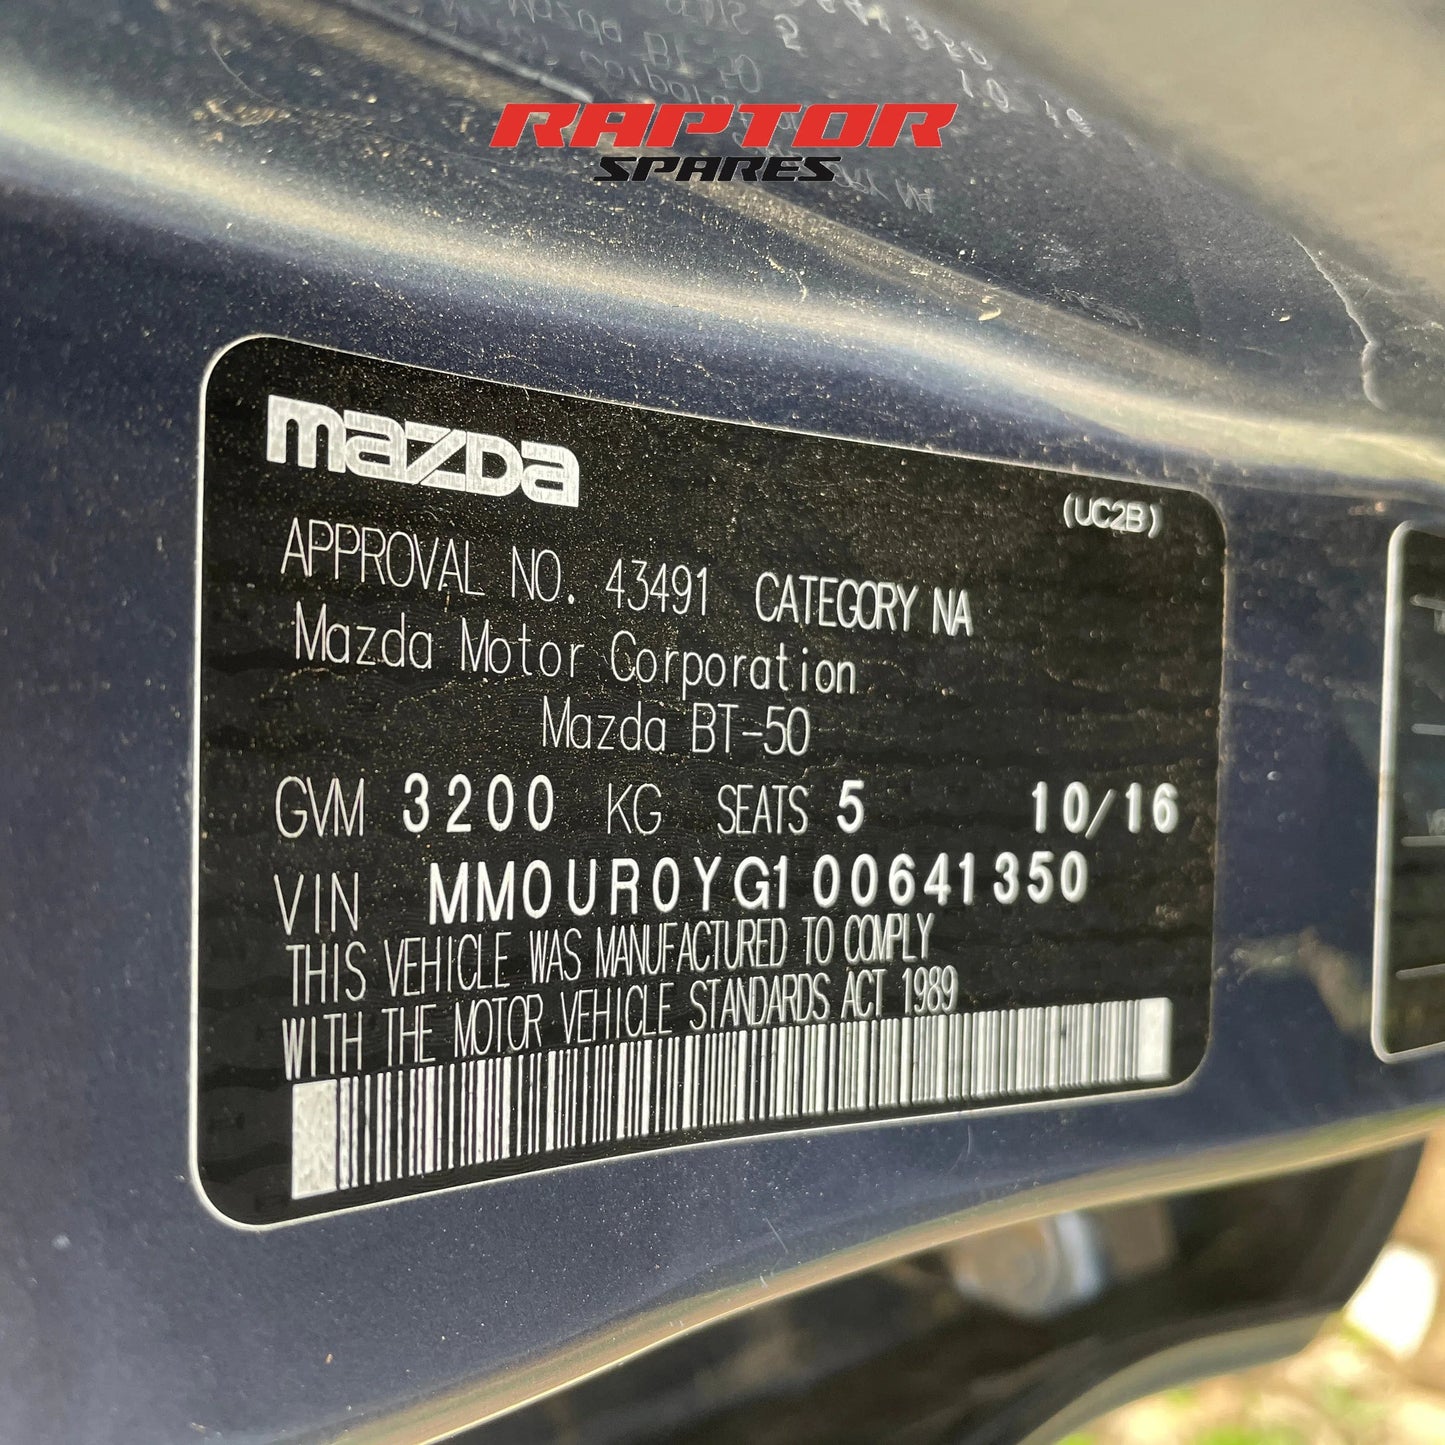 RAPTOR
SPARES
mazda
(UC2B)
APPROVAL NO. 43491 CATEGORY NA
Mazda Motor Corporation
Mazda BT-50
GVM 3200 KG SEATS 5 10/16
VIN MM0UR0YG100641350
THIS VEHICLE WAS MANUFACTURED TO COMPLY
WITH THE MOTOR VEHICLE STANDARDS ACT 1989